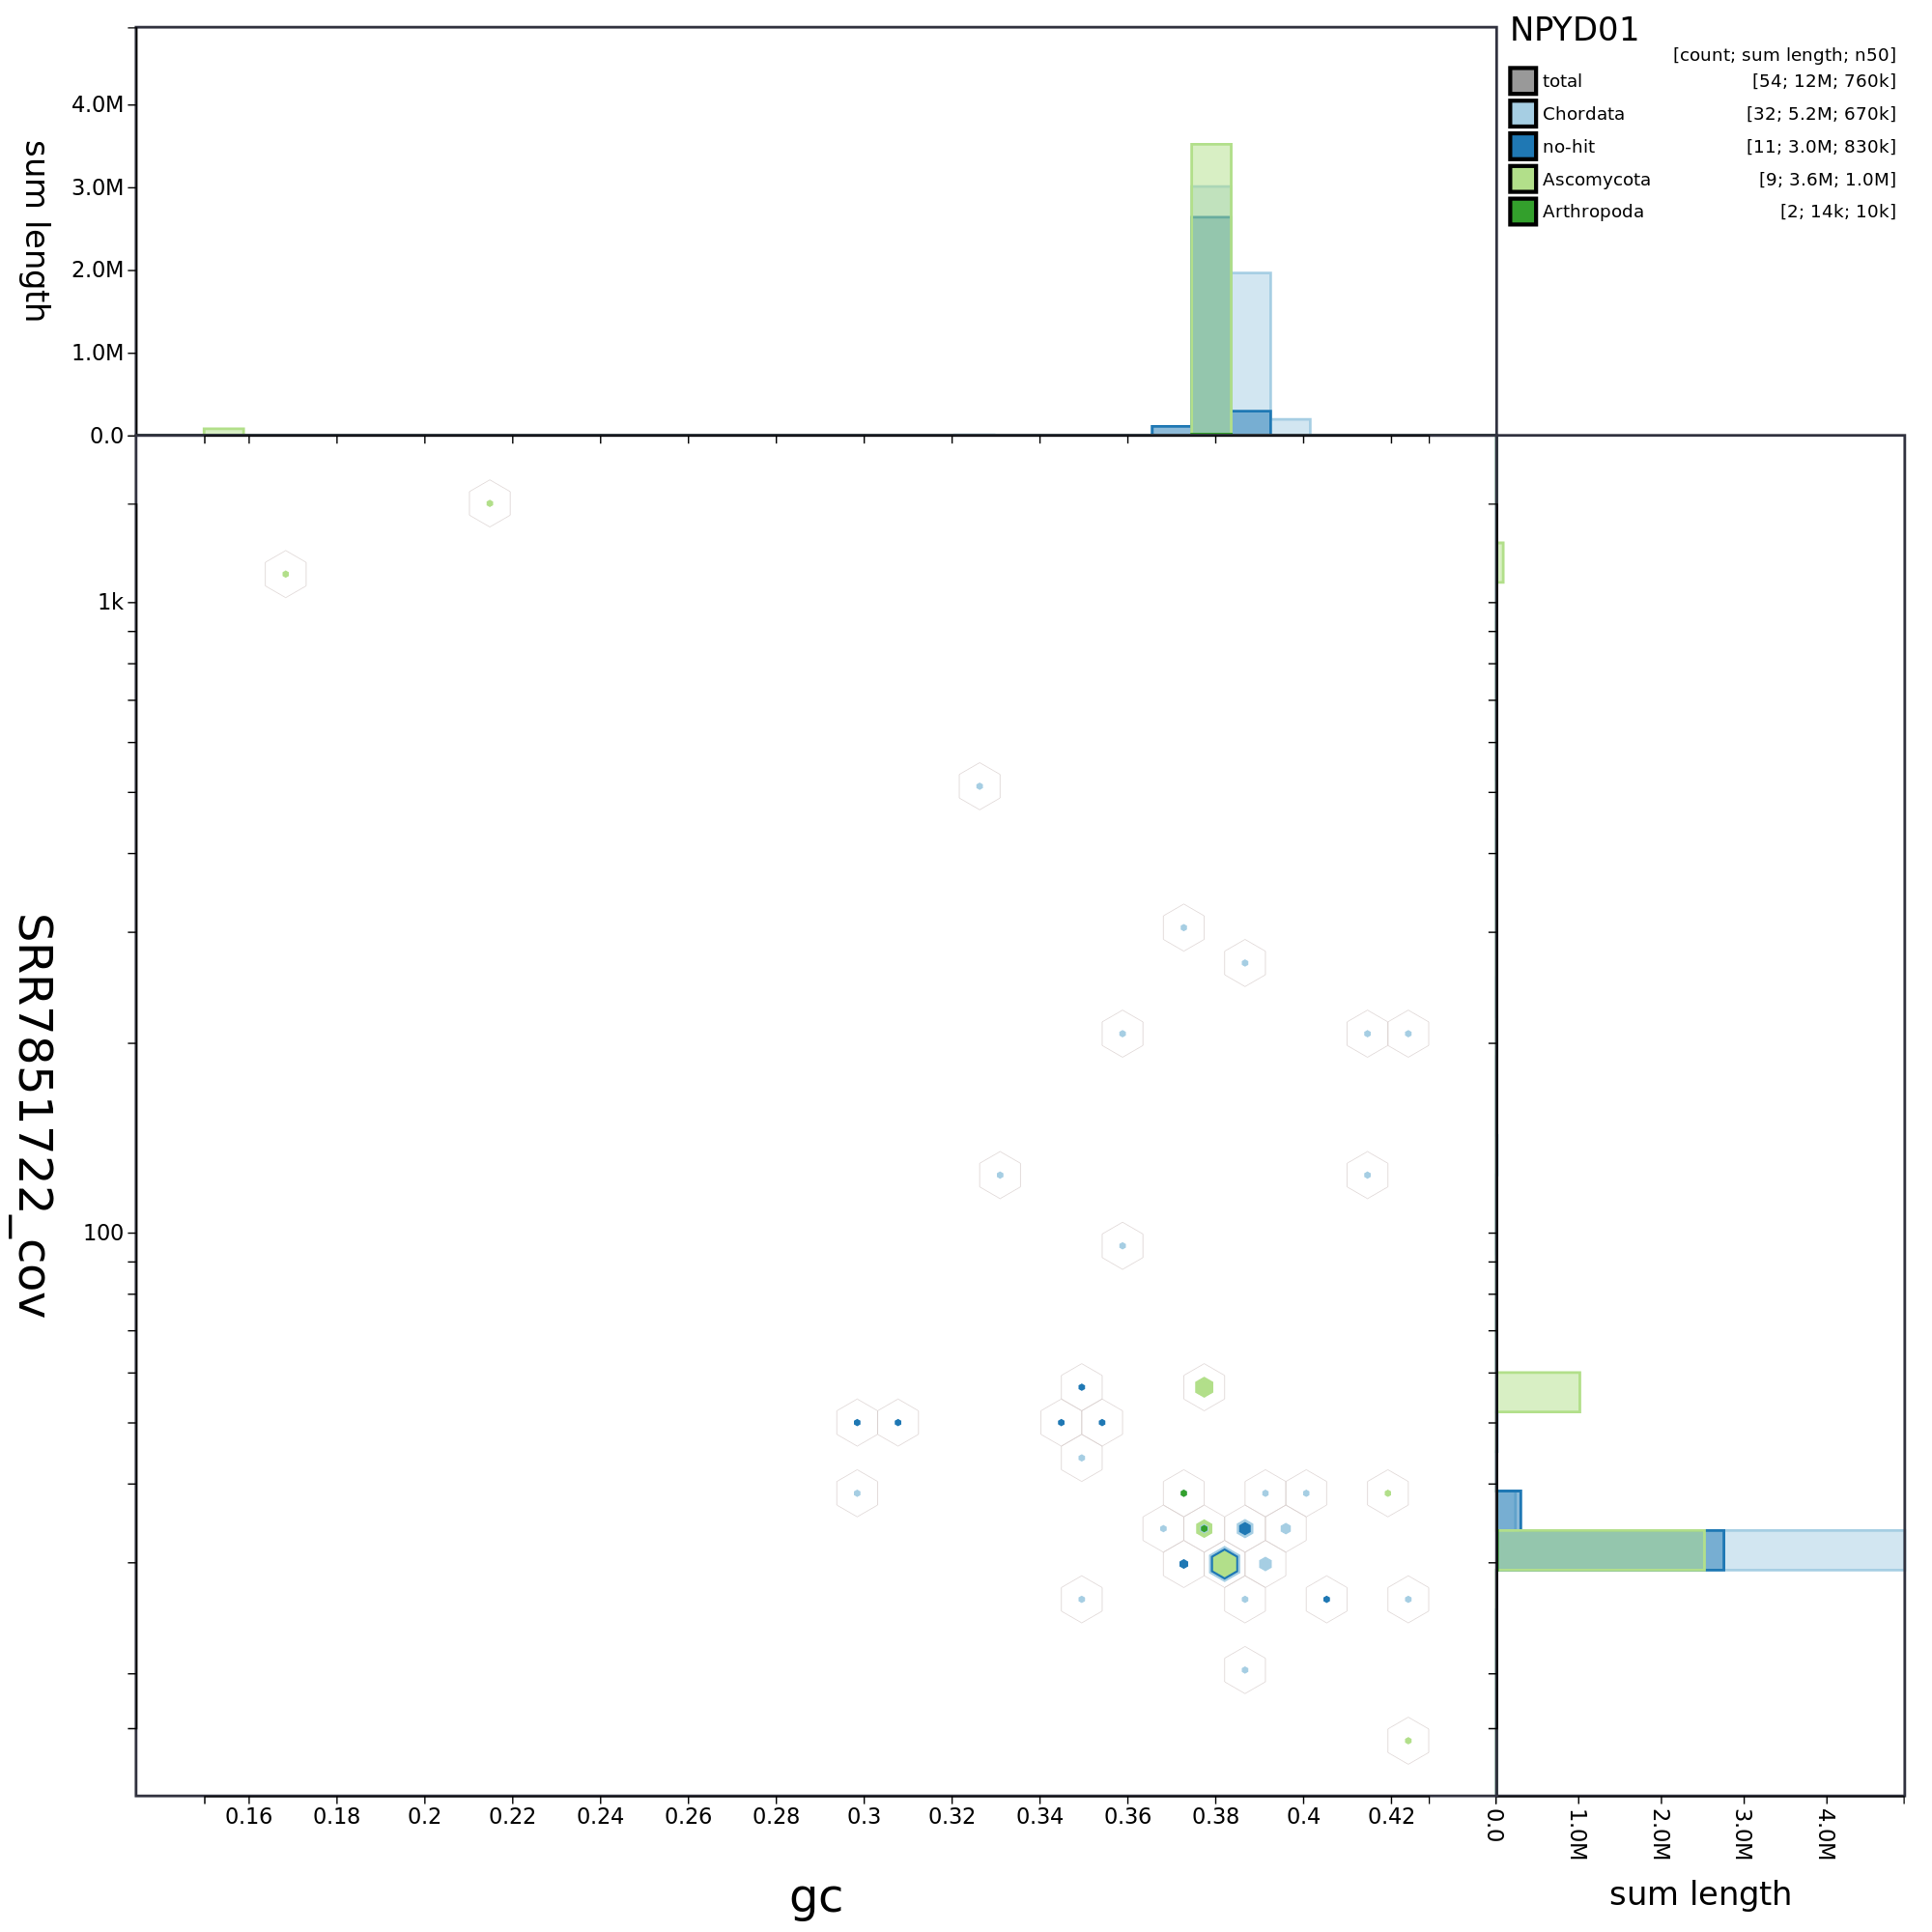 NPYD01
[count; sum length; n50]
total [54; 12M; 760k]
Chordata [32; 5.2M; 670k]
no-hit [11; 3.0M; 830k]
Ascomycota [9; 3.6M; 1.0M]
Arthropoda [2; 14k; 10k]
sum length
4.0M
3.0M
2.0M
1.0M
0.0
SRR7851722_cov
1k
100
0.16 0.18 0.2 0.22 0.24 0.26 0.28 0.3 0.32 0.34 0.36 0.38 0.4 0.42
gc
0.0 1.0M 2.0M 3.0M 4.0M
sum length